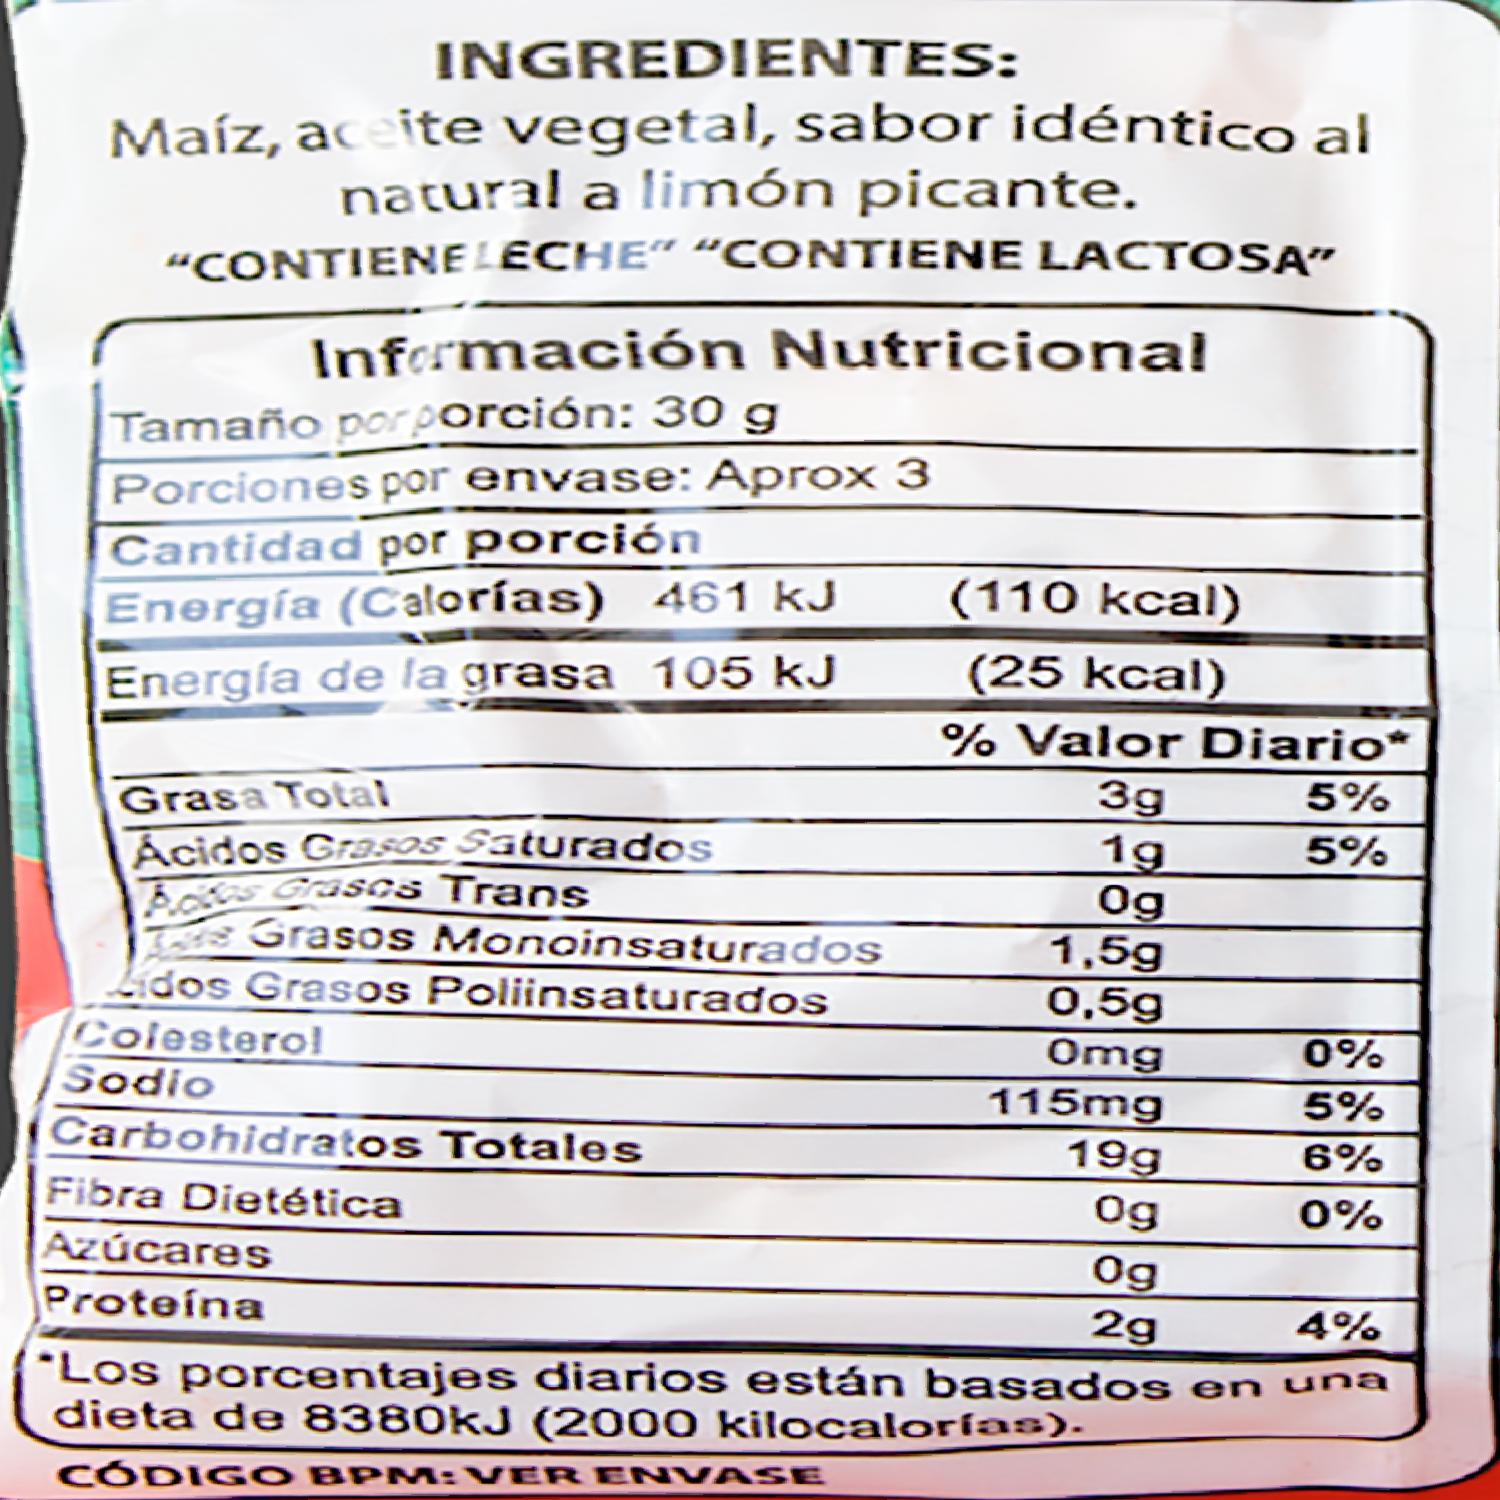 INGREDIENTES:
Maíz, aceite vegetal, sabor idéntico al
natural a limón picante.
“CONTIENE LECHE” “CONTIENE LACTOSA”
Información Nutricional
Tamaño por porción: 30 g
Porciones por envase: Aprox 3
Cantidad por porción
Energía (Calorías) 461 kJ (110 kcal)
Energía de la grasa 105 kJ (25 kcal)
% Valor Diario*
Grasa Total 3g 5%
Ácidos Grasos Saturados 1g 5%
Ácidos Grasos Trans 0g
Ácidos Grasos Monoinsaturados 1,5g
Ácidos Grasos Poliinsaturados 0,5g
Colesterol 0mg 0%
Sodio 115mg 5%
Carbohidratos Totales 19g 6%
Fibra Dietética 0g 0%
Azúcares 0g
Proteína 2g 4%
*Los porcentajes diarios están basados en una
dieta de 8380kJ (2000 kilocalorías).
CÓDIGO BPM: VER ENVASE